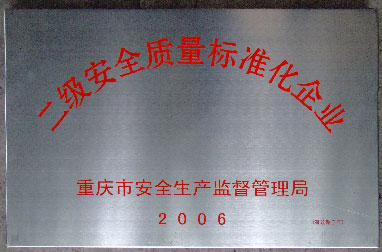 二级安全质量标准化企业
重庆市安全生产监督管理局
2006